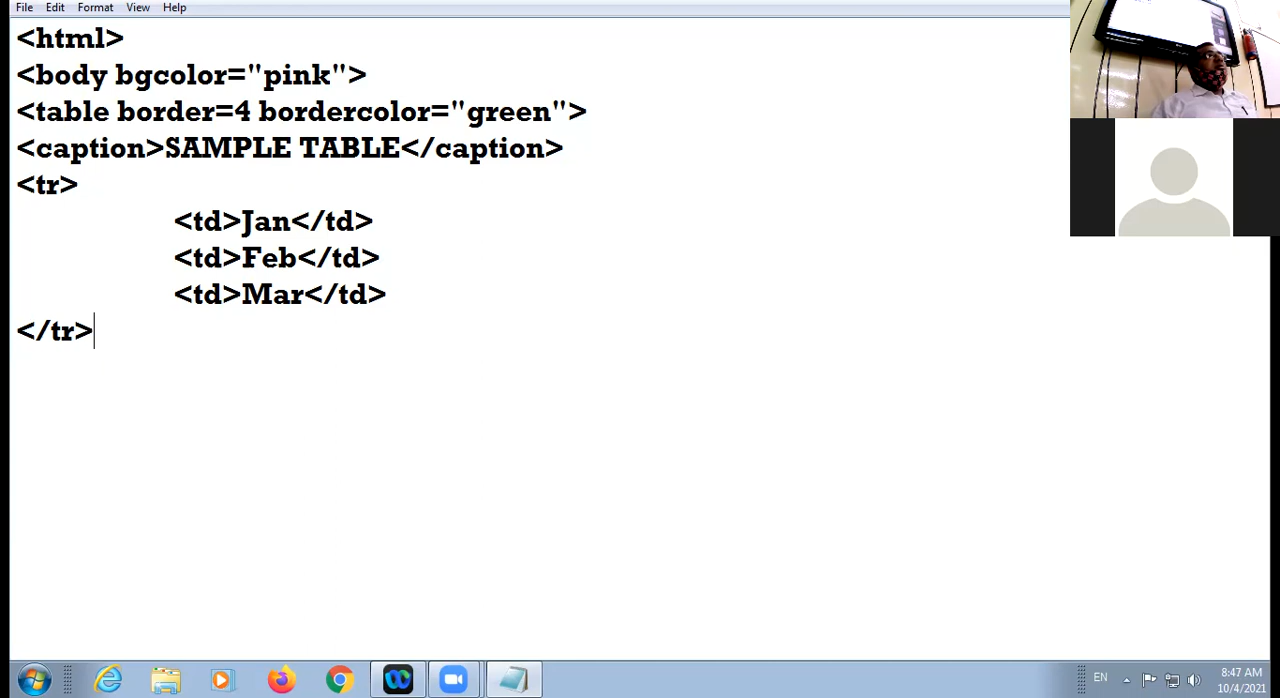 File Edit Format View Help
<html>
<body bgcolor="pink">
<table border=4 bordercolor="green">
<caption>SAMPLE TABLE</caption>
<tr>
<td>Jan</td>
<td>Feb</td>
<td>Mar</td>
</tr>
EN
8:47 AM
10/4/2021